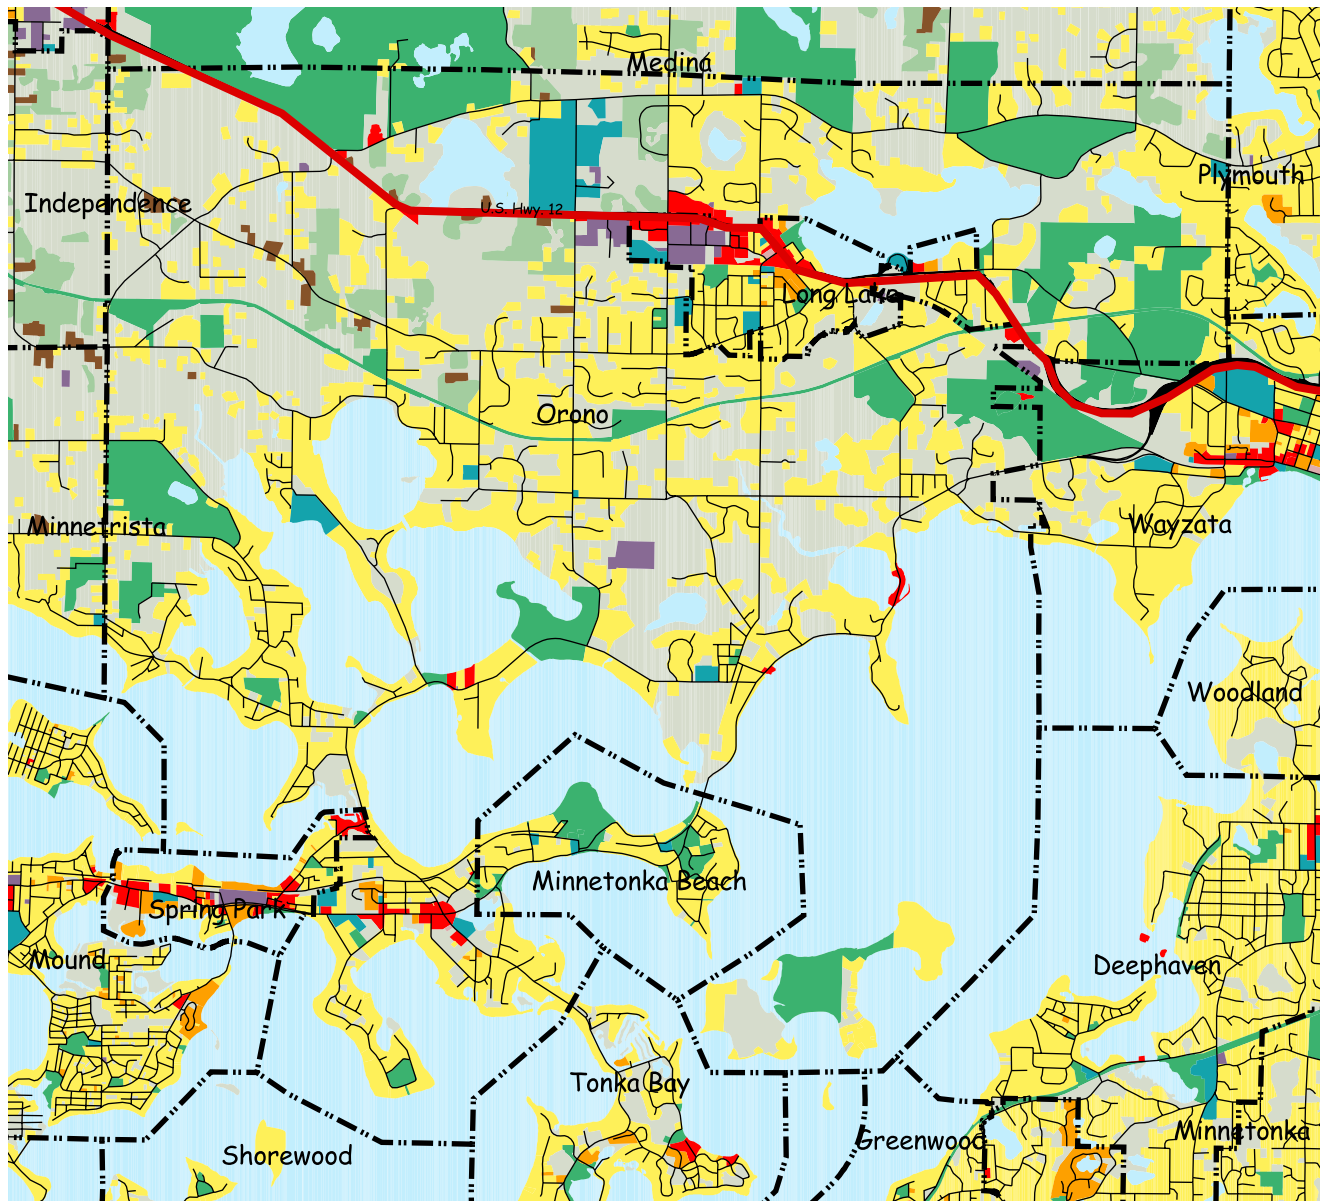 Medina
Plymouth
Independence
U.S. Hwy. 12
Long Lake
Orono
Minnetrista
Wayzata
Woodland
Minnetonka Beach
Spring Park
Mound
Deephaven
Tonka Bay
Greenwood
Minnetonka
Shorewood